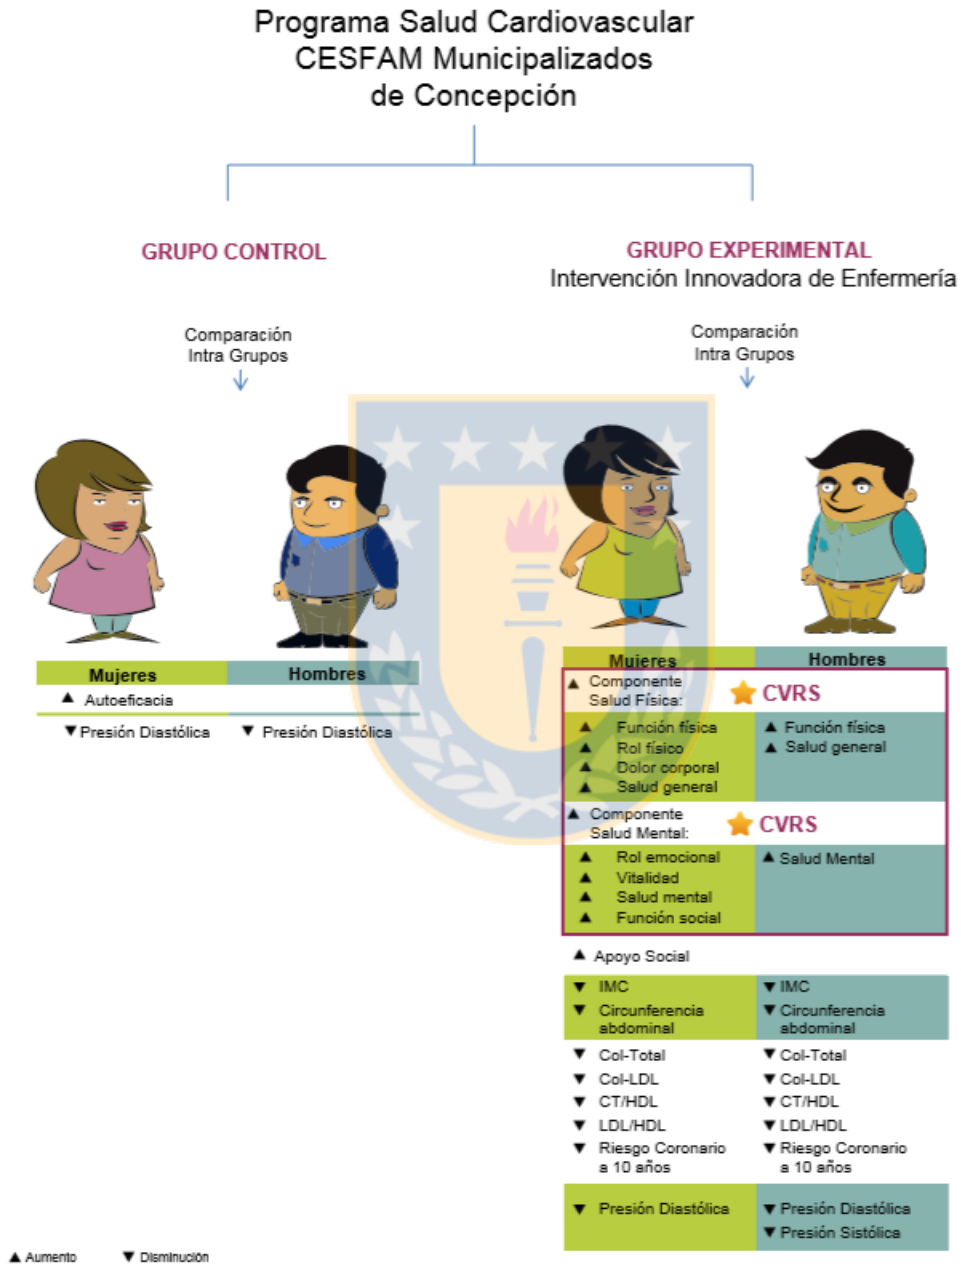 Programa Salud Cardiovascular
CESFAM Municipalizados
de Concepción
GRUPO CONTROL
Comparación
Intra Grupos
Mujeres
Hombres
▲ Autoeficacia
▼ Presión Diastólica
▼ Presión Diastólica
GRUPO EXPERIMENTAL
Intervención Innovadora de Enfermería
Comparación
Intra Grupos
Mujeres
Hombres
▲ Componente
Salud Física:
CVRS
▲ Función física
▲ Rol físico
▲ Dolor corporal
▲ Salud general
▲ Función física
▲ Salud general
▲ Componente
Salud Mental:
CVRS
▲ Rol emocional
▲ Vitalidad
▲ Salud mental
▲ Función social
▲ Salud Mental
▲ Apoyo Social
▼ IMC
▼ Circunferencia
abdominal
▼ IMC
▼ Circunferencia
abdominal
▼ Col-Total
▼ Col-LDL
▼ CT/HDL
▼ LDL/HDL
▼ Riesgo Coronario
a 10 años
▼ Col-Total
▼ Col-LDL
▼ CT/HDL
▼ LDL/HDL
▼ Riesgo Coronario
a 10 años
▼ Presión Diastólica
▼ Presión Diastólica
▼ Presión Sistólica
▲ Aumento ▼ Disminución